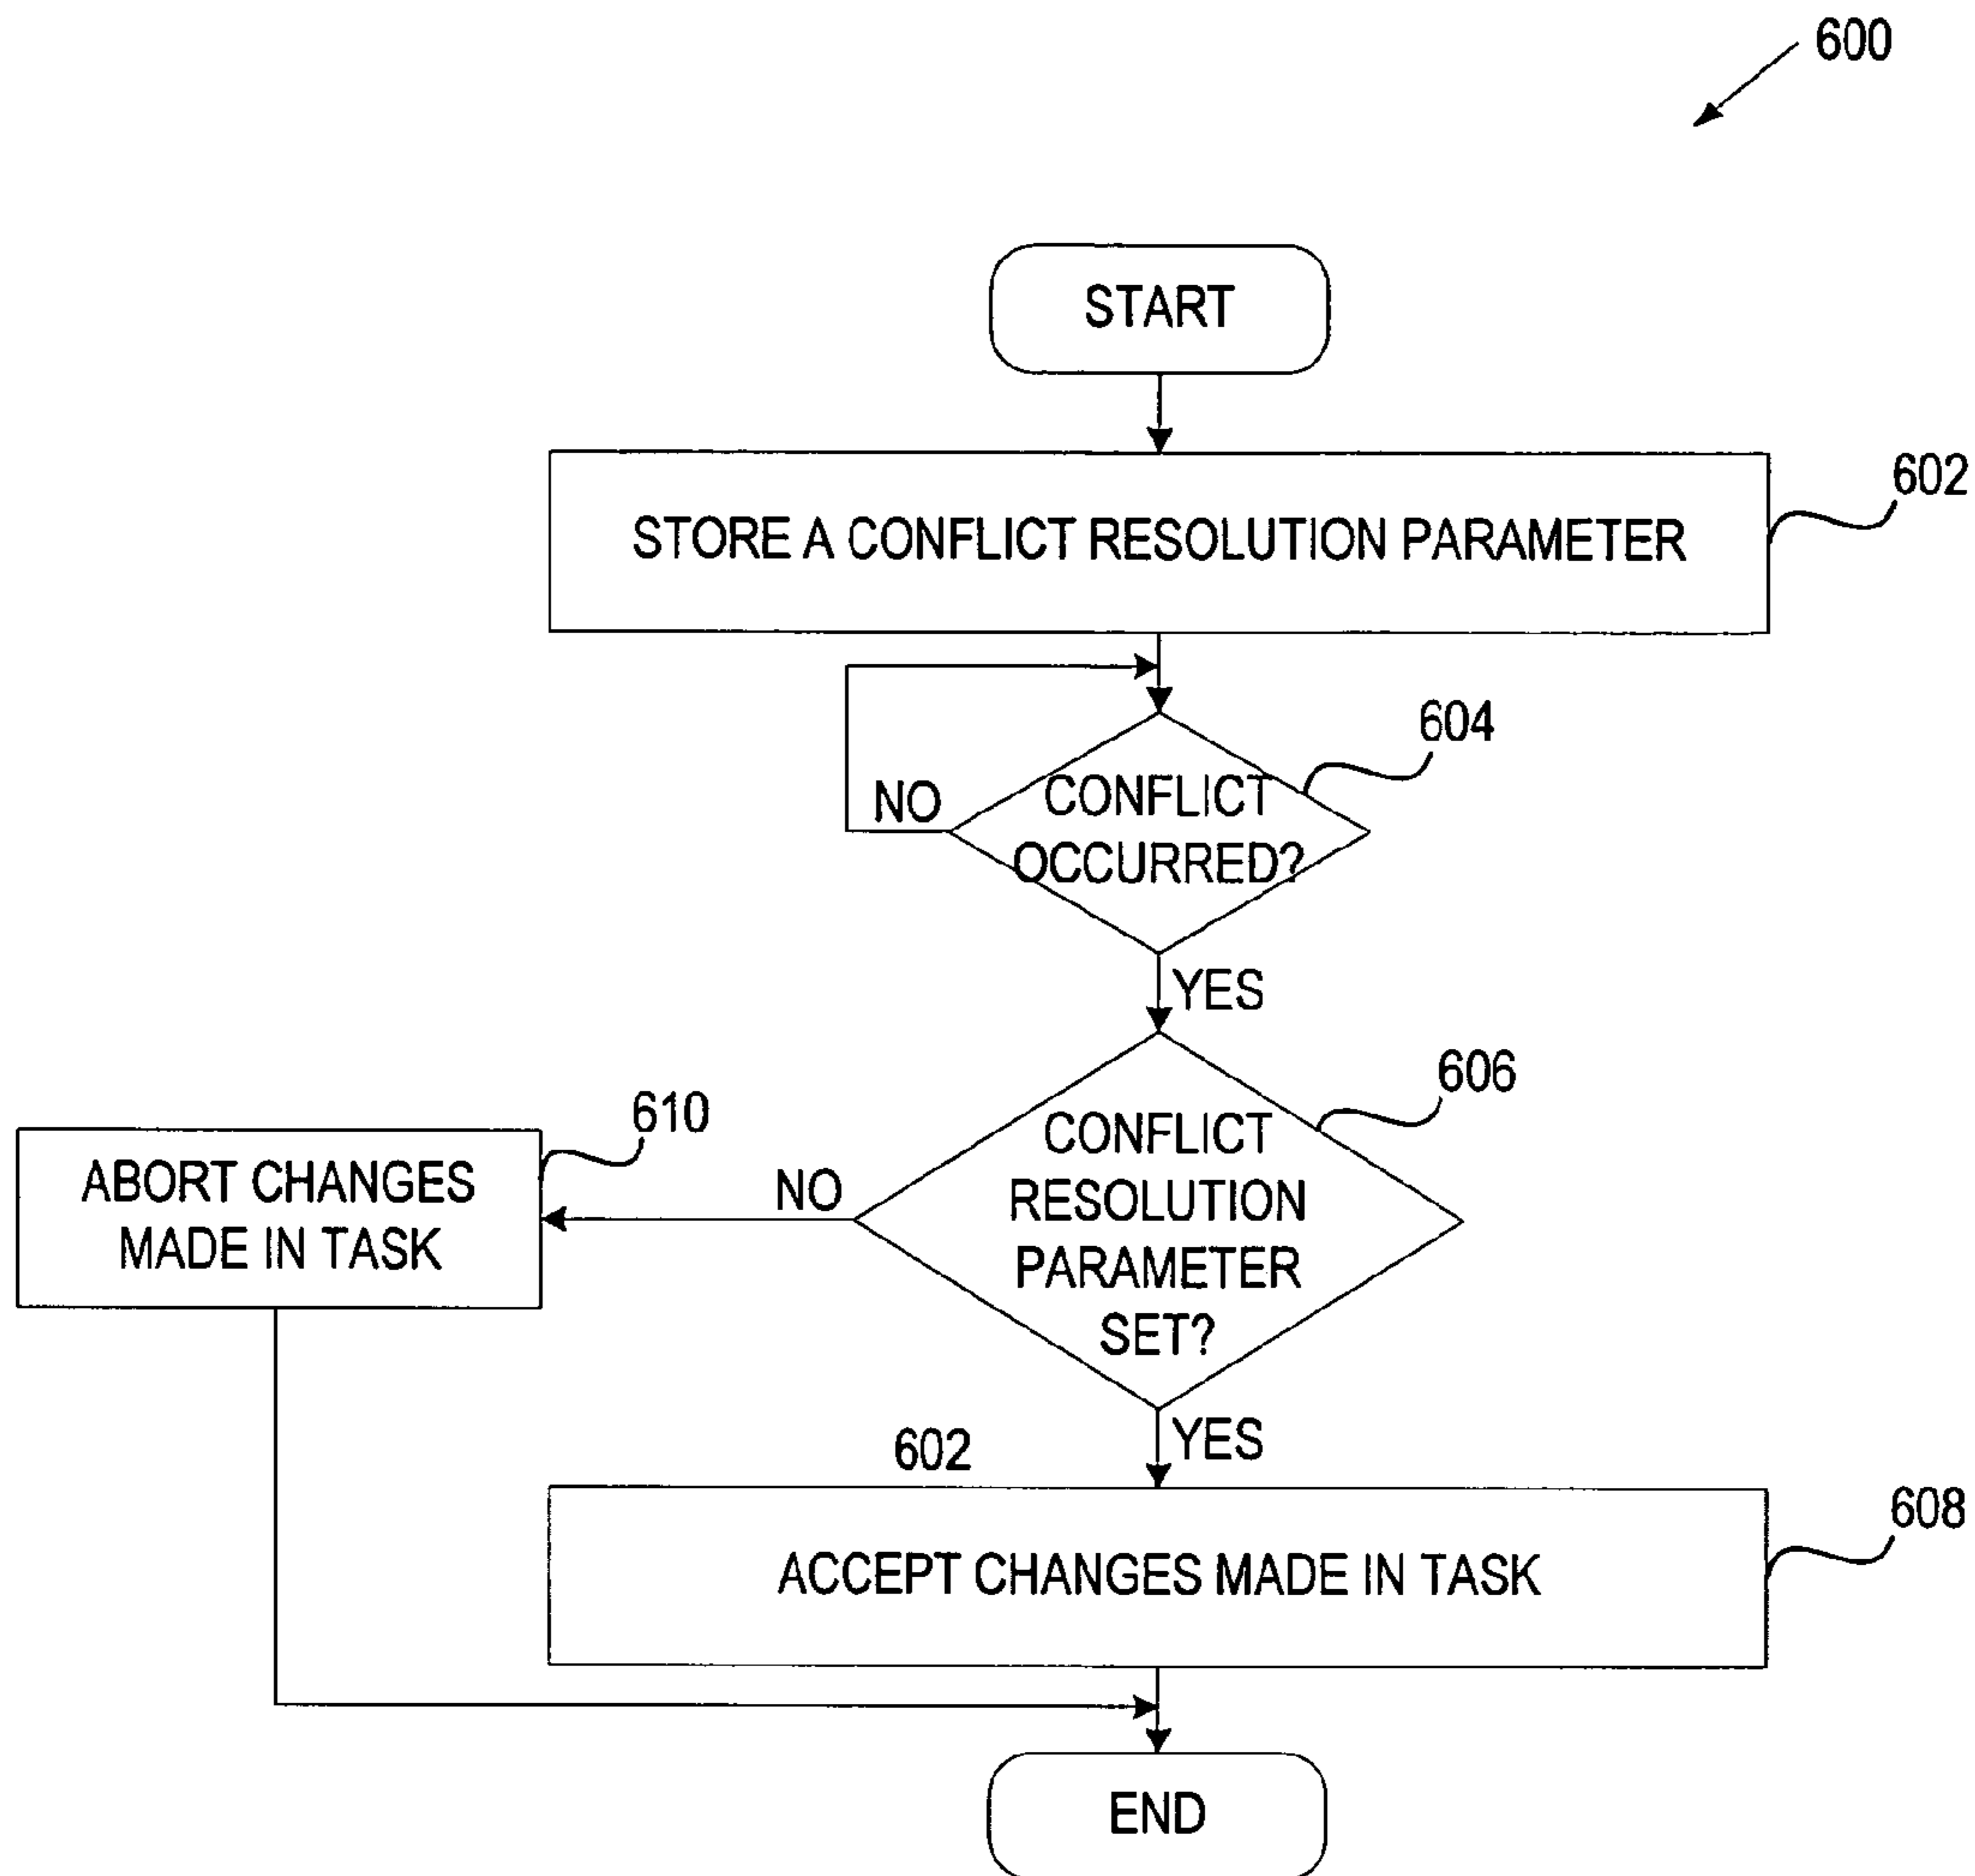 600
START
602
STORE A CONFLICT RESOLUTION PARAMETER
604
NO
CONFLICT
OCCURRED?
YES
606
610
CONFLICT
RESOLUTION
PARAMETER
SET?
ABORT CHANGES
MADE IN TASK
NO
602
YES
608
ACCEPT CHANGES MADE IN TASK
END